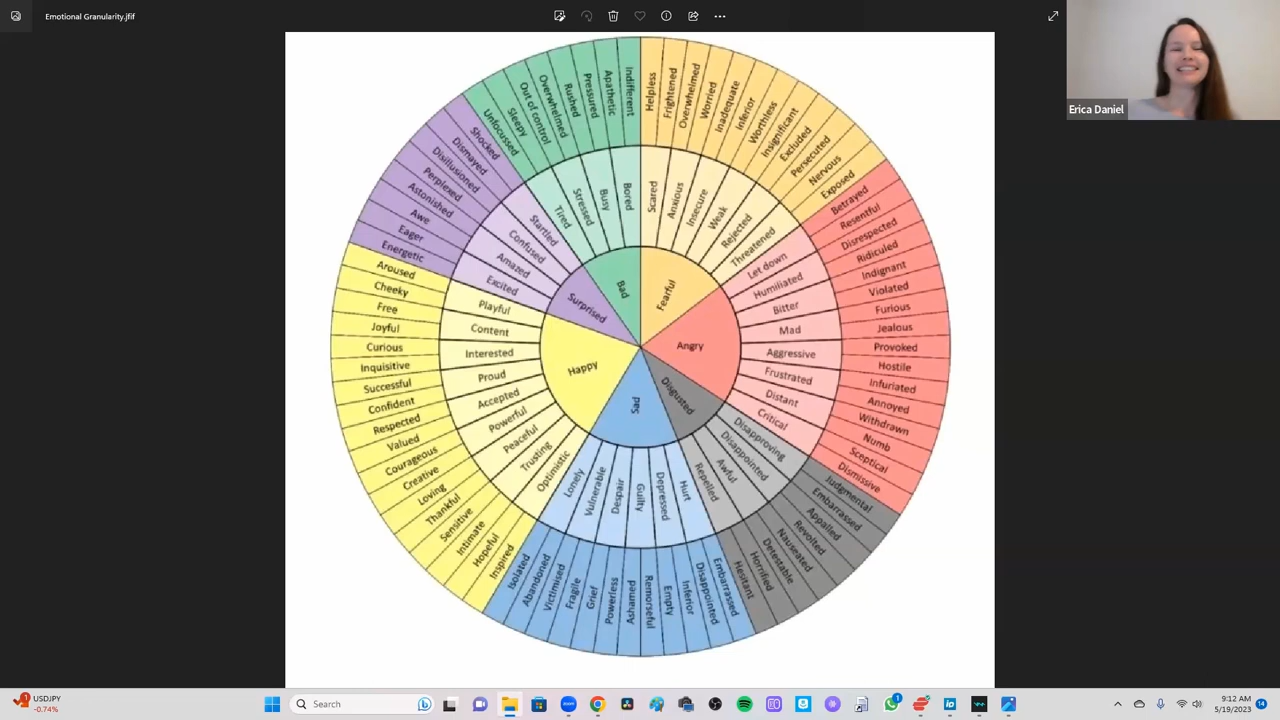 Emotional Granularity.jfif
Erica Daniel
Bad
Fearful
Angry
Disgusted
Sad
Happy
Surprised
Bored
Busy
Stressed
Tired
Scared
Anxious
Insecure
Weak
Rejected
Threatened
Let down
Humiliated
Bitter
Mad
Aggressive
Frustrated
Distant
Critical
Disapproving
Disappointed
Awful
Repelled
Hurt
Depressed
Guilty
Despair
Vulnerable
Lonely
Optimistic
Trusting
Peaceful
Powerful
Accepted
Proud
Interested
Content
Playful
Excited
Amazed
Confused
Startled
Helpless
Frightened
Overwhelmed
Worried
Inadequate
Inferior
Worthless
Insignificant
Excluded
Persecuted
Nervous
Exposed
Betrayed
Resentful
Disrespected
Ridiculed
Indignant
Violated
Furious
Jealous
Provoked
Hostile
Infuriated
Annoyed
Withdrawn
Numb
Sceptical
Dismissive
Judgmental
Embarrassed
Appalled
Revolted
Nauseated
Detestable
Horrified
Hesitant
Embarrassed
Disappointed
Inferior
Empty
Remorseful
Ashamed
Powerless
Grief
Fragile
Victimised
Abandoned
Isolated
Inspired
Hopeful
Intimate
Sensitive
Thankful
Loving
Creative
Courageous
Valued
Respected
Confident
Successful
Inquisitive
Curious
Joyful
Free
Cheeky
Aroused
Energetic
Eager
Awe
Astonished
Perplexed
Disillusioned
Dismayed
Shocked
Unfocussed
Sleepy
Out of control
Overwhelmed
Rushed
Pressured
Apathetic
Indifferent
USDJPY
-0.74%
Search
9:12 AM
5/19/2023